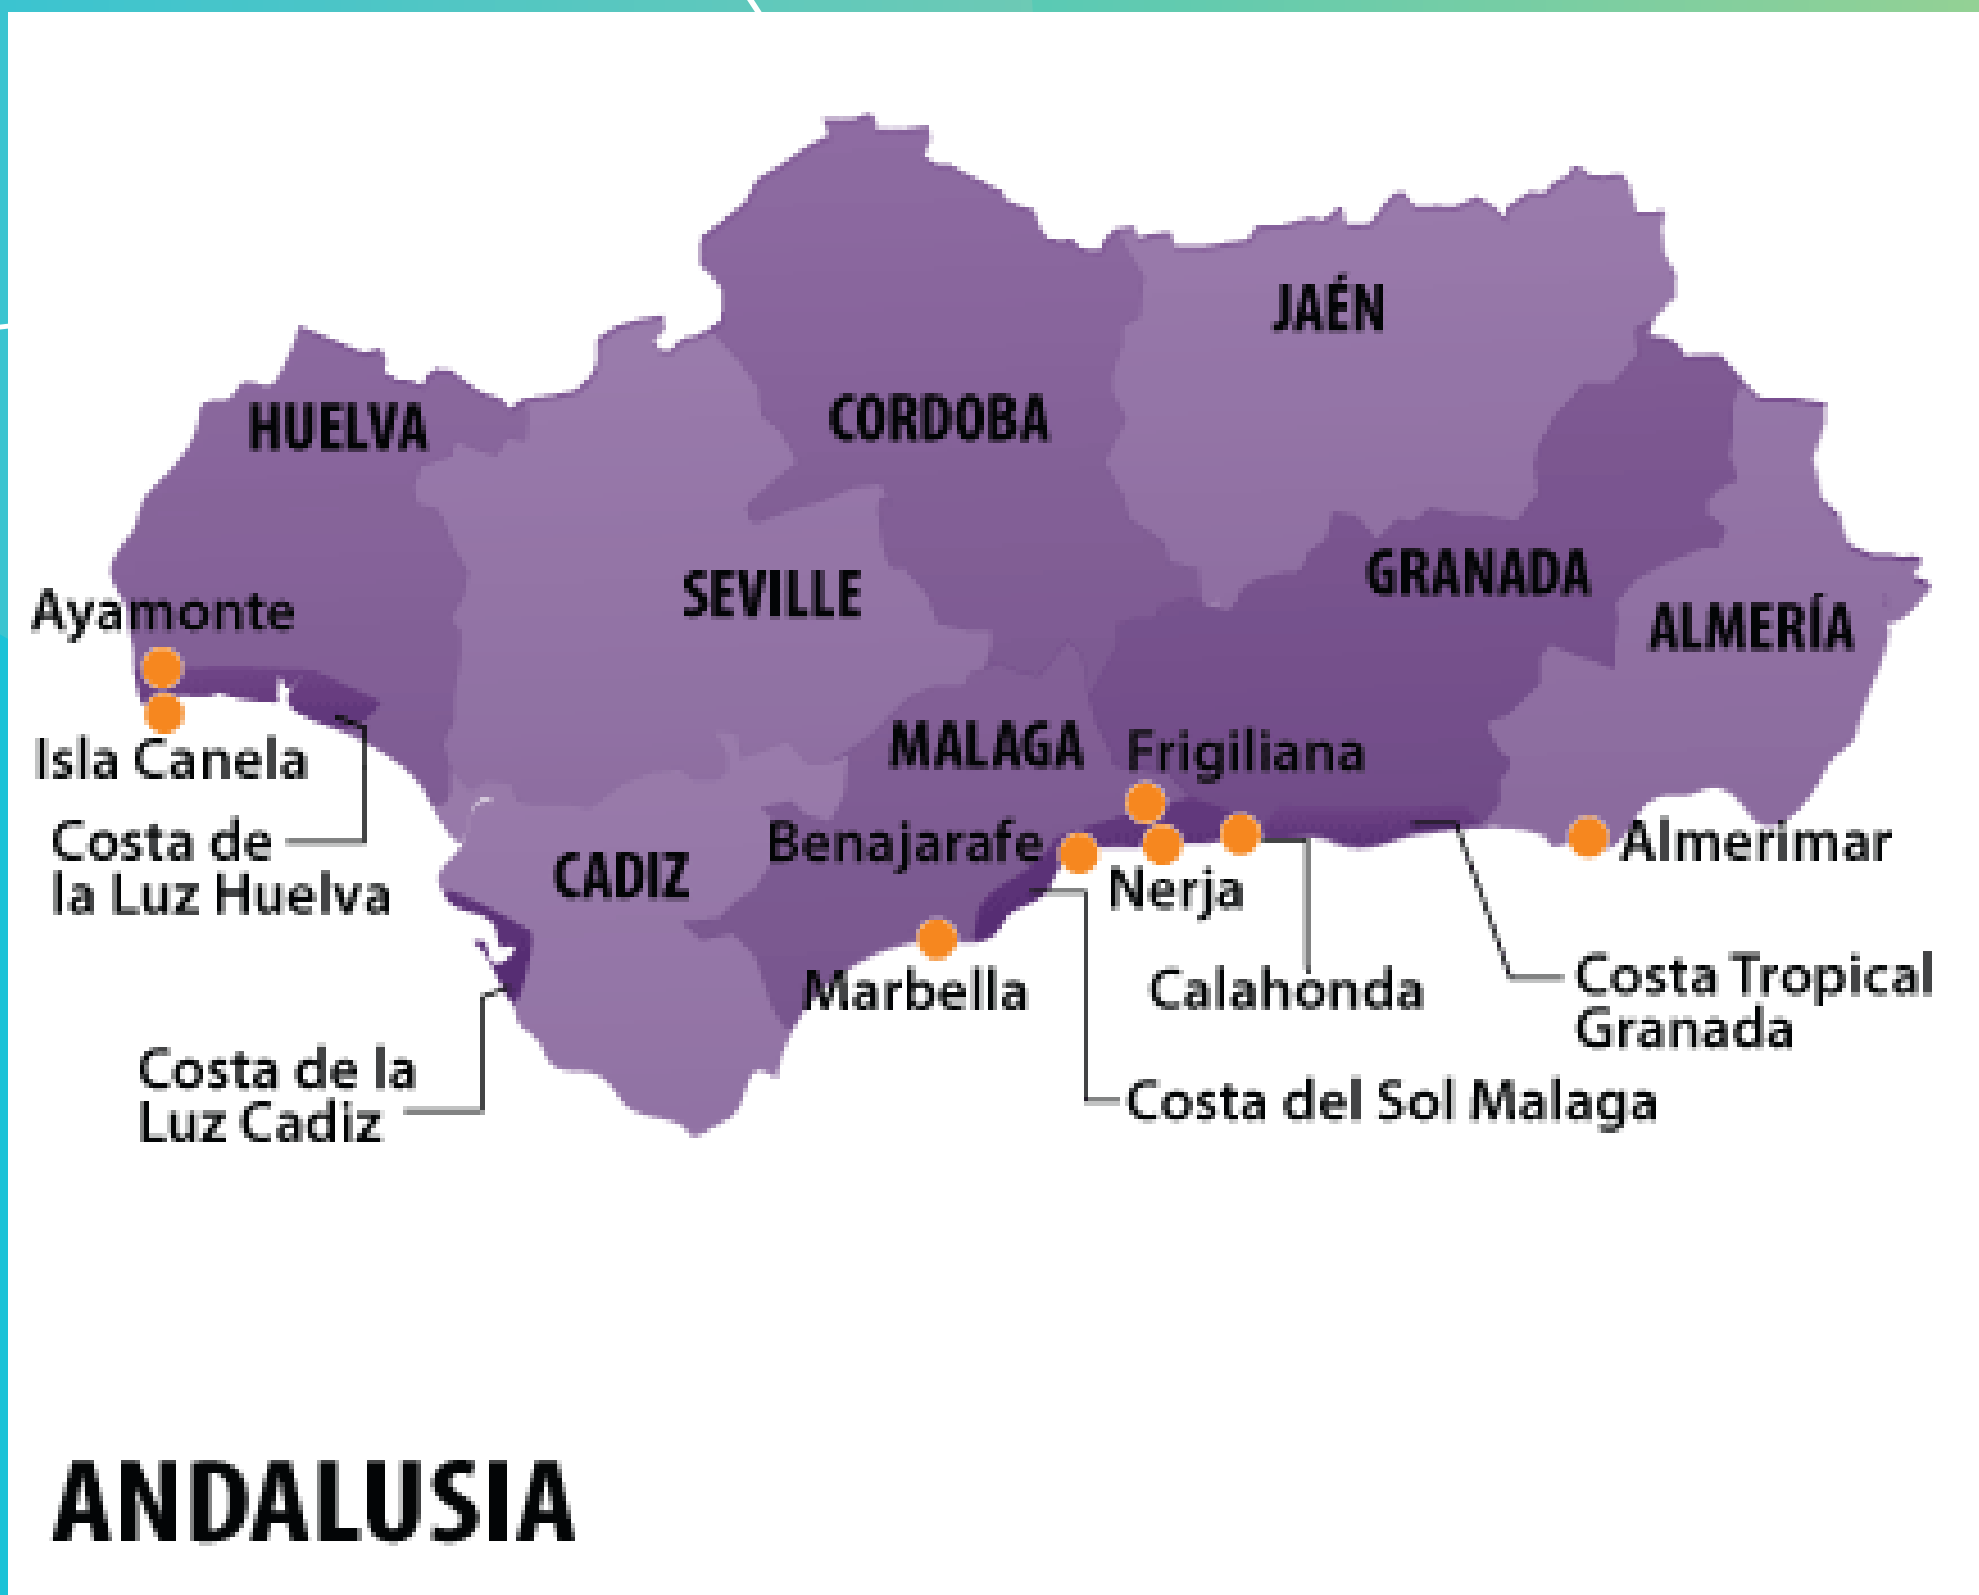 JAÉN
CORDOBA
HUELVA
SEVILLE
GRANADA
ALMERÍA
Ayamonte
MALAGA
Frigiliana
Isla Canela
Costa de
la Luz Huelva
CADIZ
Benajarafe
Almerimar
Nerja
Marbella
Calahonda
Costa Tropical
Granada
Costa de la
Luz Cadiz
Costa del Sol Malaga
ANDALUSIA